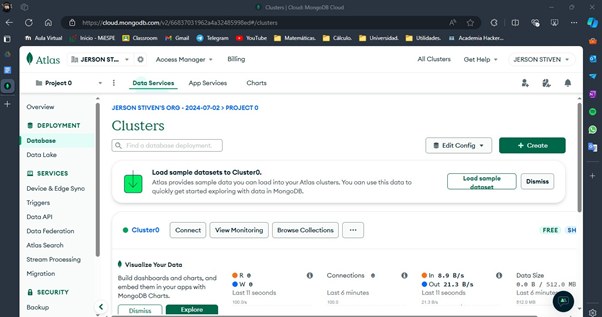 Clusters | Cloud: MongoDB Cloud
https://cloud.mongodb.com/v2/66837031962a4a32485998ed#/clusters
Aula Virtual
Inicio - MiESPE
Classroom
Gmail
Telegram
YouTube
Matemáticas.
Cálculo.
Universidad.
Utilidades.
Academia Hacker...
Atlas
JERSON ST...
Access Manager
Billing
All Clusters
Get Help
JERSON STIVEN
Project 0
Data Services
App Services
Charts
Overview
DEPLOYMENT
Database
Data Lake
SERVICES
Device & Edge Sync
Triggers
Data API
Data Federation
Atlas Search
Stream Processing
Migration
SECURITY
Backup
JERSON STIVEN'S ORG - 2024-07-02 > PROJECT 0
Clusters
Find a database deployment...
Edit Config
+ Create
Load sample datasets to Cluster0.
Atlas provides sample data you can load into your Atlas clusters. You can use this data to
quickly get started exploring with data in MongoDB.
Load sample
dataset
Dismiss
Cluster0
Connect
View Monitoring
Browse Collections
...
FREE
SH
Visualize Your Data
Build dashboards and charts, and
embed them in your apps with
MongoDB Charts.
Dismiss
Explore
R 0
W 0
Last 11 seconds
100.0/s
Connections 0
Last 6 minutes
100.0
In 8.9 B/s
Out 21.3 B/s
Last 11 seconds
21.3 B/s
Data Size
0.0 B / 512.0 MB
Last 6 minutes
512.0 MB